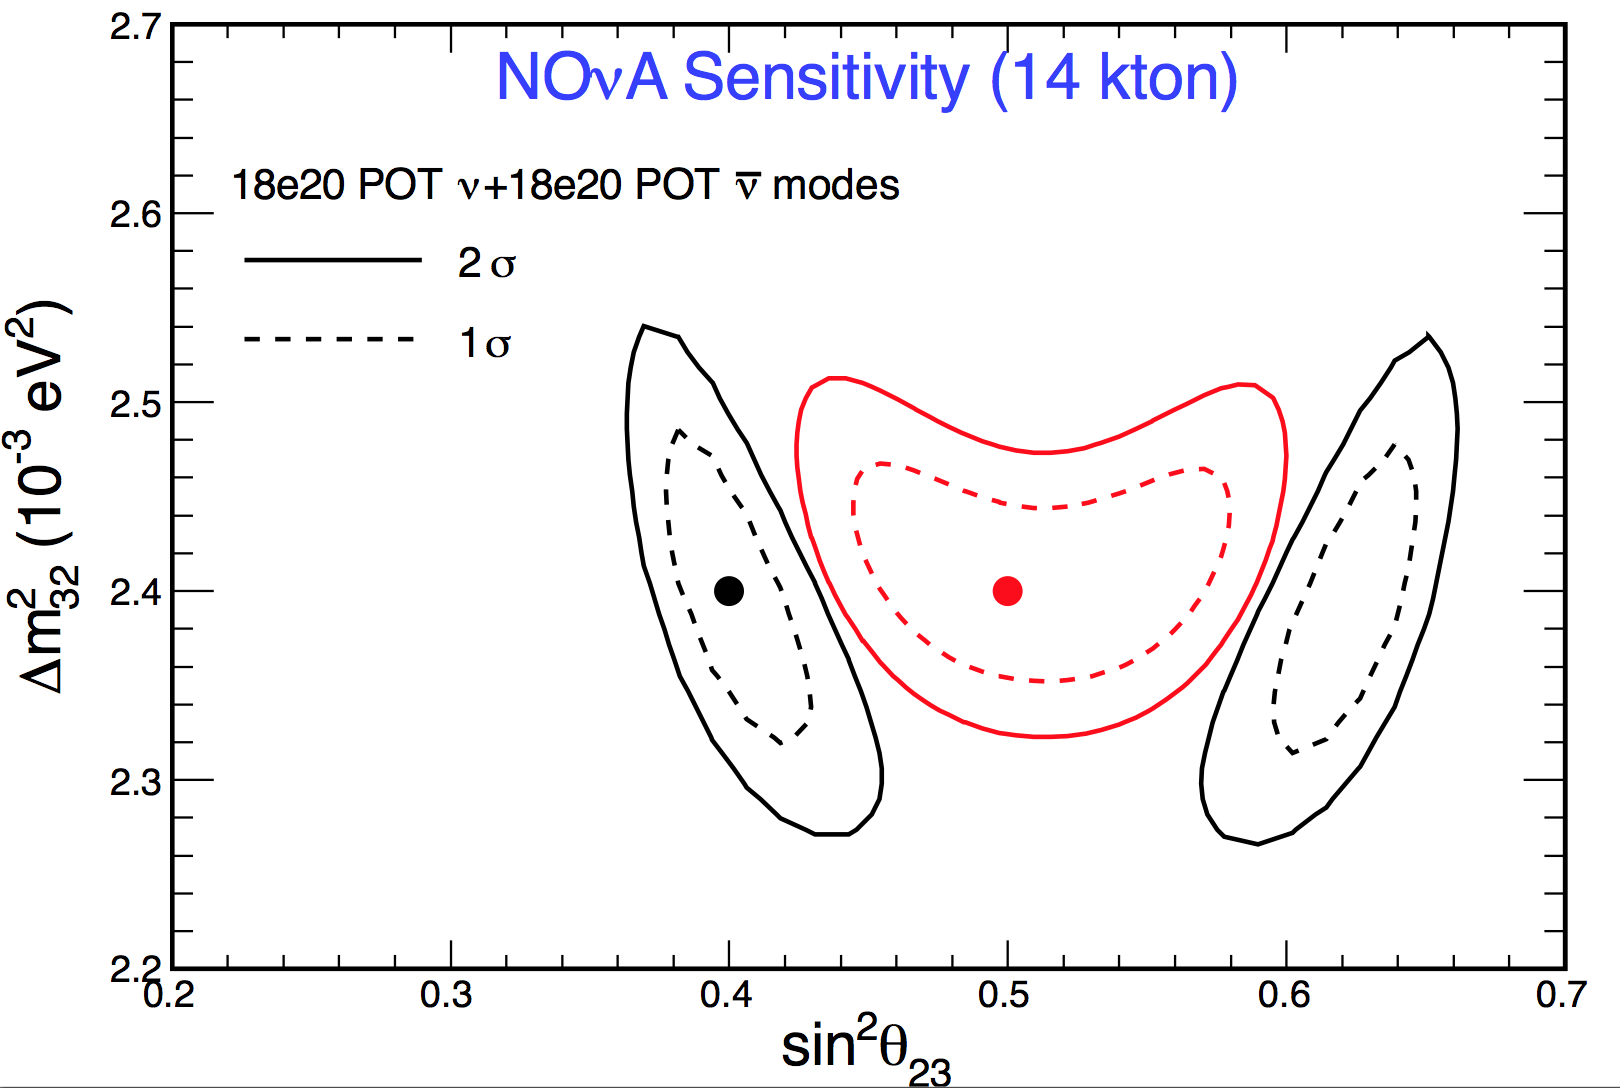 NOνA Sensitivity (14 kton)
18e20 POT ν+18e20 POT ν̅ modes
2 σ
1 σ
2.7
2.6
2.5
2.4
2.3
2.2
Δm²₃₂ (10⁻³ eV²)
0.2 0.3 0.4 0.5 0.6 0.7
sin²θ₂₃